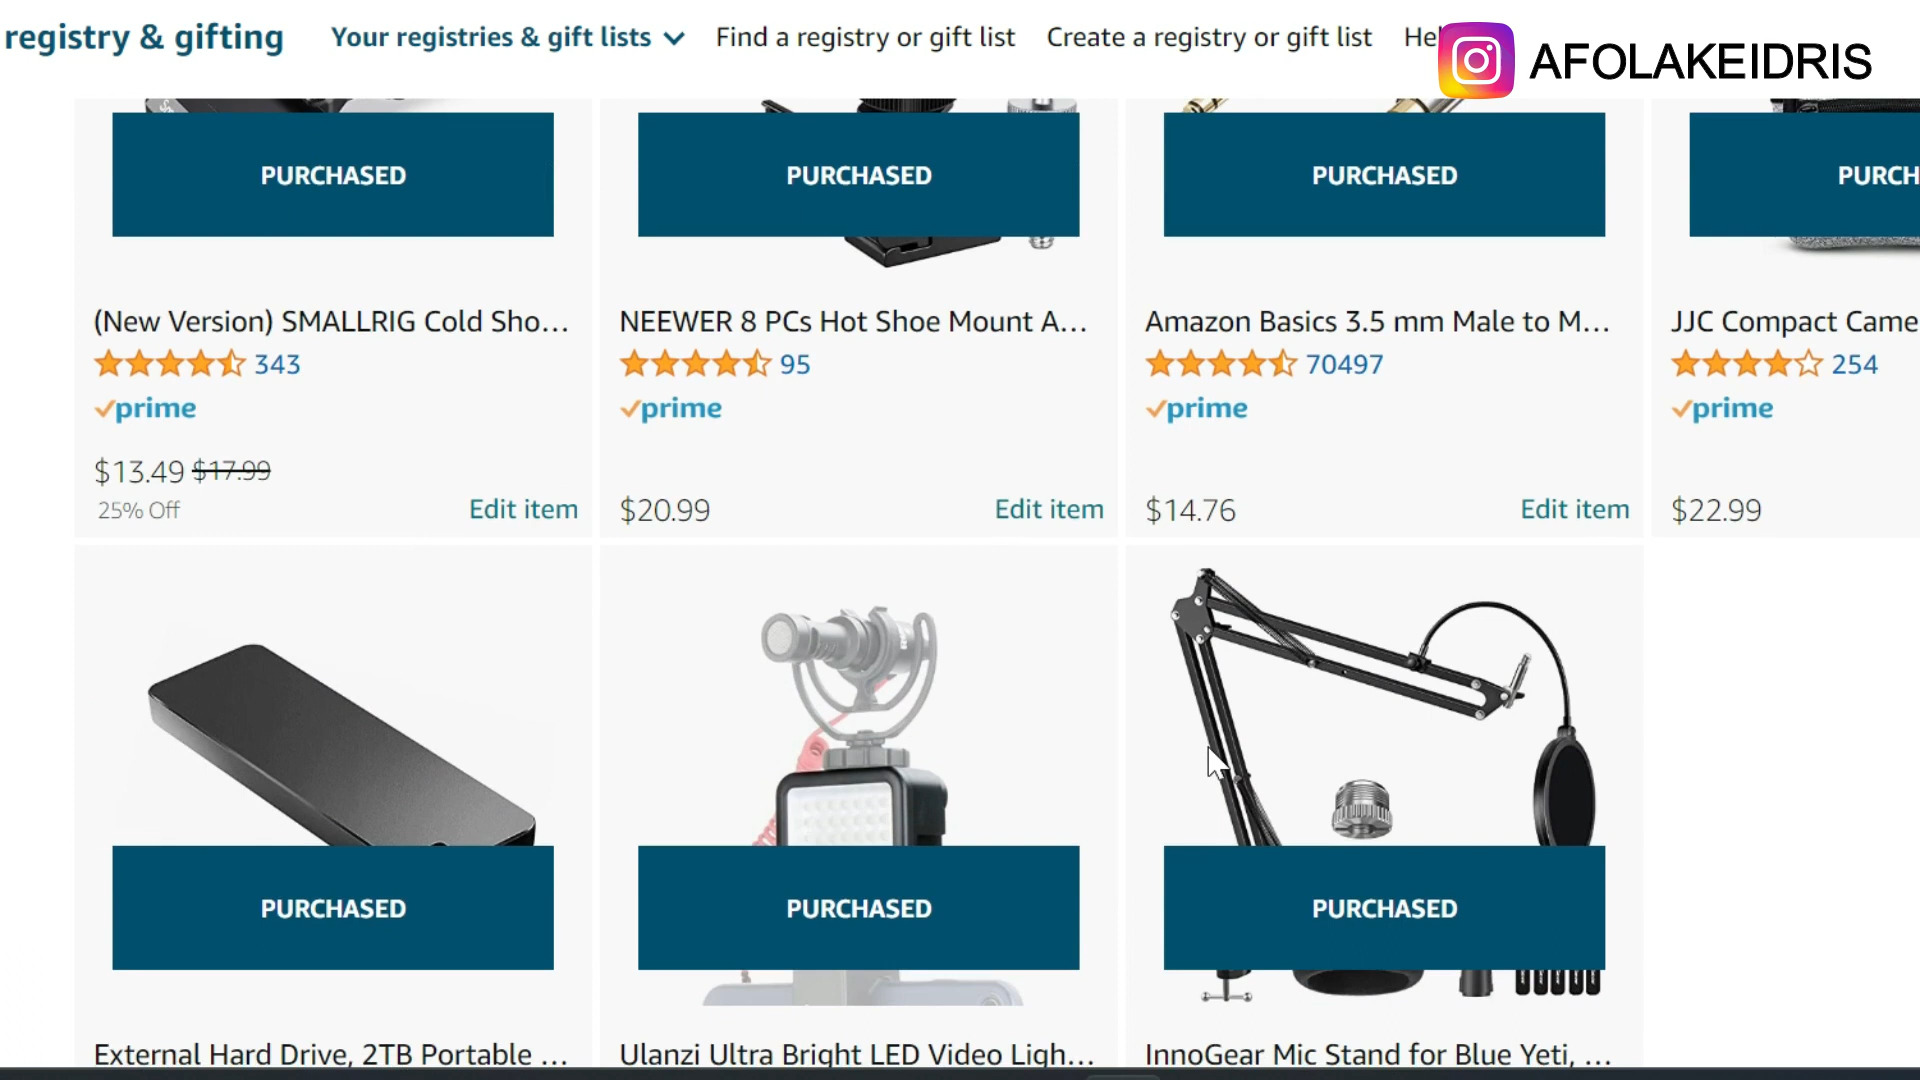 registry & gifting Your registries & gift lists Find a registry or gift list Create a registry or gift list Hel
AFOLAKEIDRIS
PURCHASED PURCHASED PURCHASED PURCH
(New Version) SMALLRIG Cold Sho... NEEWER 8 PCs Hot Shoe Mount A... Amazon Basics 3.5 mm Male to M... JJC Compact Came
343 95 70497 254
prime prime prime prime
$13.49 $17.99
25% Off Edit item $20.99 Edit item $14.76 Edit item $22.99
PURCHASED PURCHASED PURCHASED
External Hard Drive, 2TB Portable ... Ulanzi Ultra Bright LED Video Ligh... InnoGear Mic Stand for Blue Yeti, ...